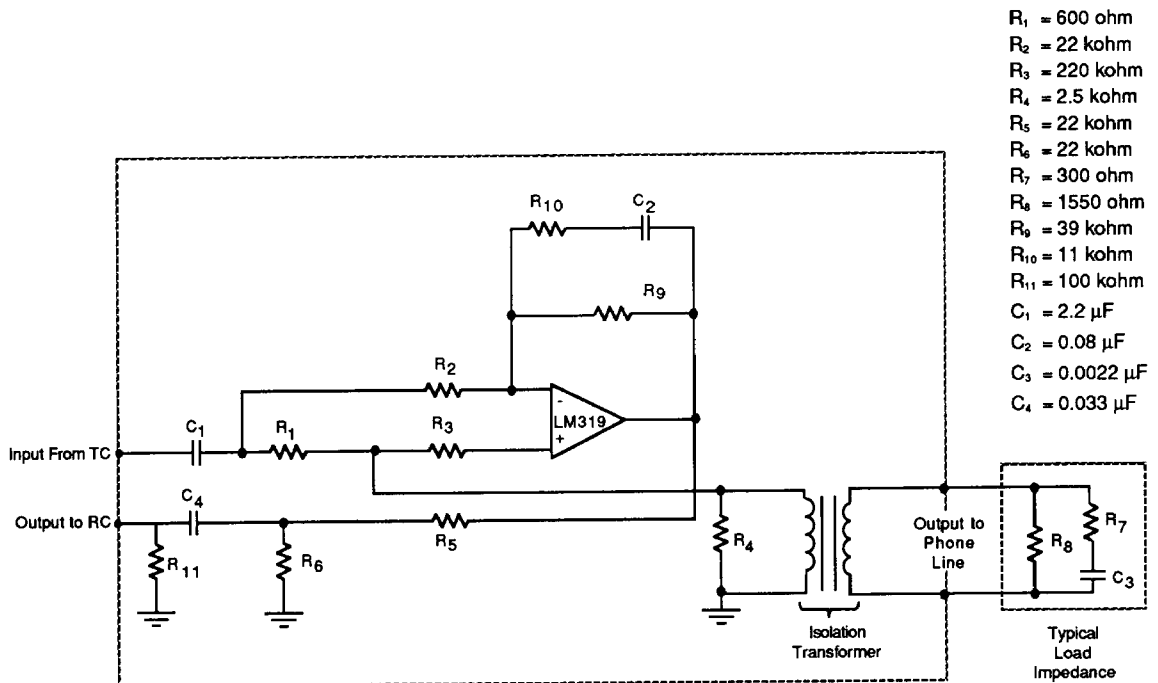 R₁ = 600 ohm
R₂ = 22 kohm
R₃ = 220 kohm
R₄ = 2.5 kohm
R₅ = 22 kohm
R₆ = 22 kohm
R₇ = 300 ohm
R₈ = 1550 ohm
R₉ = 39 kohm
R₁₀ = 11 kohm
R₁₁ = 100 kohm
C₁ = 2.2 μF
C₂ = 0.08 μF
C₃ = 0.0022 μF
C₄ = 0.033 μF
R₁₀
C₂
R₉
R₂
-
LM319
+
C₁
R₁
R₃
Input From TC
C₄
Output to RC
R₅
R₁₁
R₆
R₄
Output to
Phone
Line
R₈
R₇
C₃
Isolation
Transformer
Typical
Load
Impedance